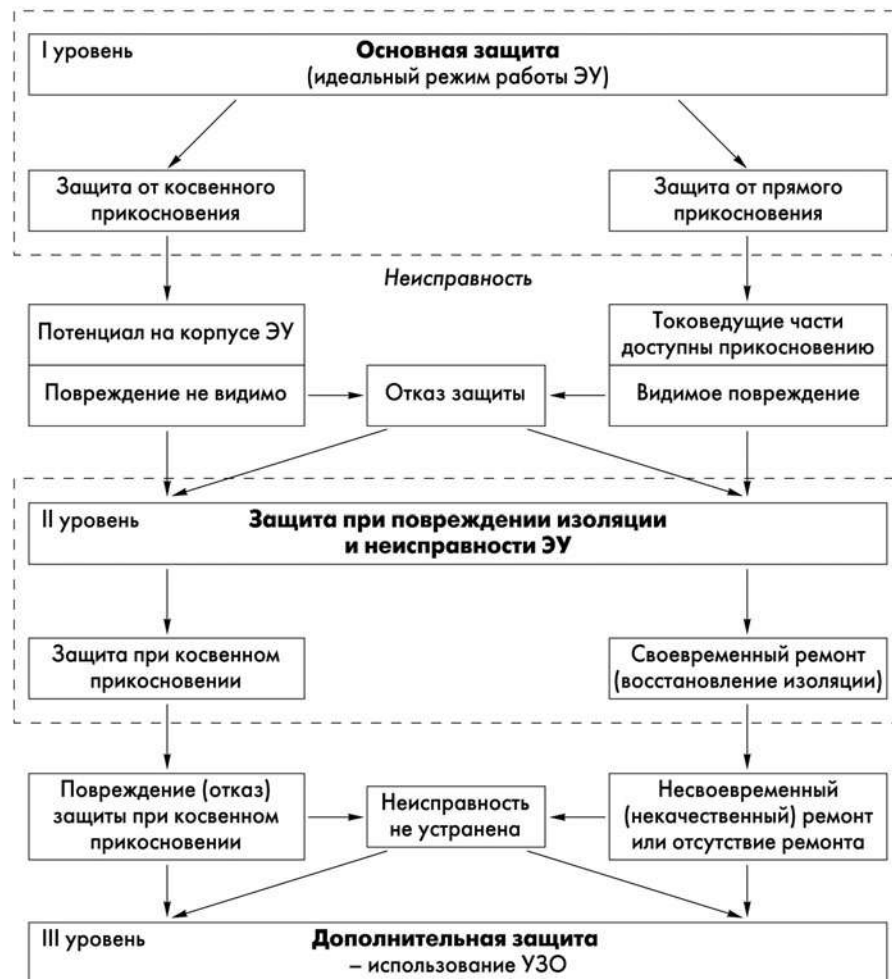 I уровень
Основная защита
(идеальный режим работы ЭУ)
Защита от косвенного
прикосновения
Защита от прямого
прикосновения
Неисправность
Потенциал на корпусе ЭУ
Токоведущие части
доступны прикосновению
Повреждение не видимо
Отказ защиты
Видимое повреждение
II уровень
Защита при повреждении изоляции
и неисправности ЭУ
Защита при косвенном
прикосновении
Своевременный ремонт
(восстановление изоляции)
Повреждение (отказ)
защиты при косвенном
прикосновении
Неисправность
не устранена
Несвоевременный
(некачественный) ремонт
или отсутствие ремонта
III уровень
Дополнительная защита
– использование УЗО